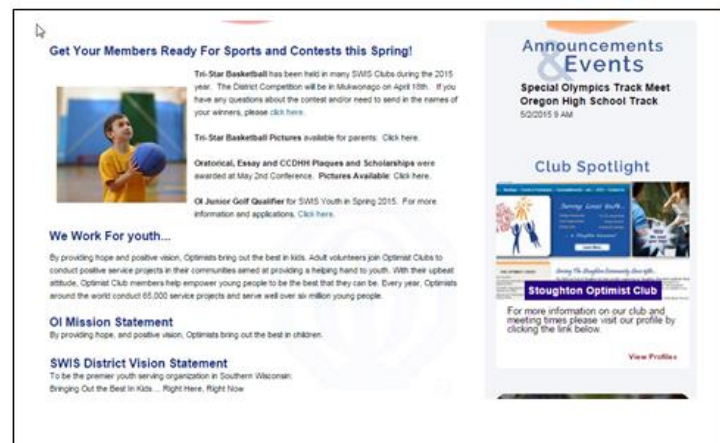 Get Your Members Ready For Sports and Contests this Spring!
Tri-Star Basketball has been held in many SWIS Clubs during the 2015
year. The District Competition will be in Mukwonago on April 18th. If you
have any questions about the contest and/or need to send in the names of
your winners, please click here.
Tri-Star Basketball Pictures available for parents: Click here.
Oratorical, Essay and CCDHH Plaques and Scholarships were
awarded at May 2nd Conference. Pictures Available: Click here.
OI Junior Golf Qualifier for SWIS Youth in Spring 2015. For more
information and applications, Click here.
We Work For youth...
By providing hope and positive vision, Optimists bring out the best in kids. Adult volunteers join Optimist Clubs to
conduct positive service projects in their communities aimed at providing a helping hand to youth. With their upbeat
attitude, Optimist Club members help empower young people to be the best that they can be. Every year, Optimists
around the world conduct 65,000 service projects and serve well over six million young people.
OI Mission Statement
By providing hope, and positive vision, Optimists bring out the best in children.
SWIS District Vision Statement
To be the premier youth serving organization in Southern Wisconsin:
Bringing Out the Best In Kids ... Right Here, Right Now
Announcements
& Events
Special Olympics Track Meet
Oregon High School Track
5/2/2015 9 AM
Club Spotlight
Stoughton Optimist Club
For more information on our club and
meeting times please visit our profile by
clicking the link below.
View Profiles